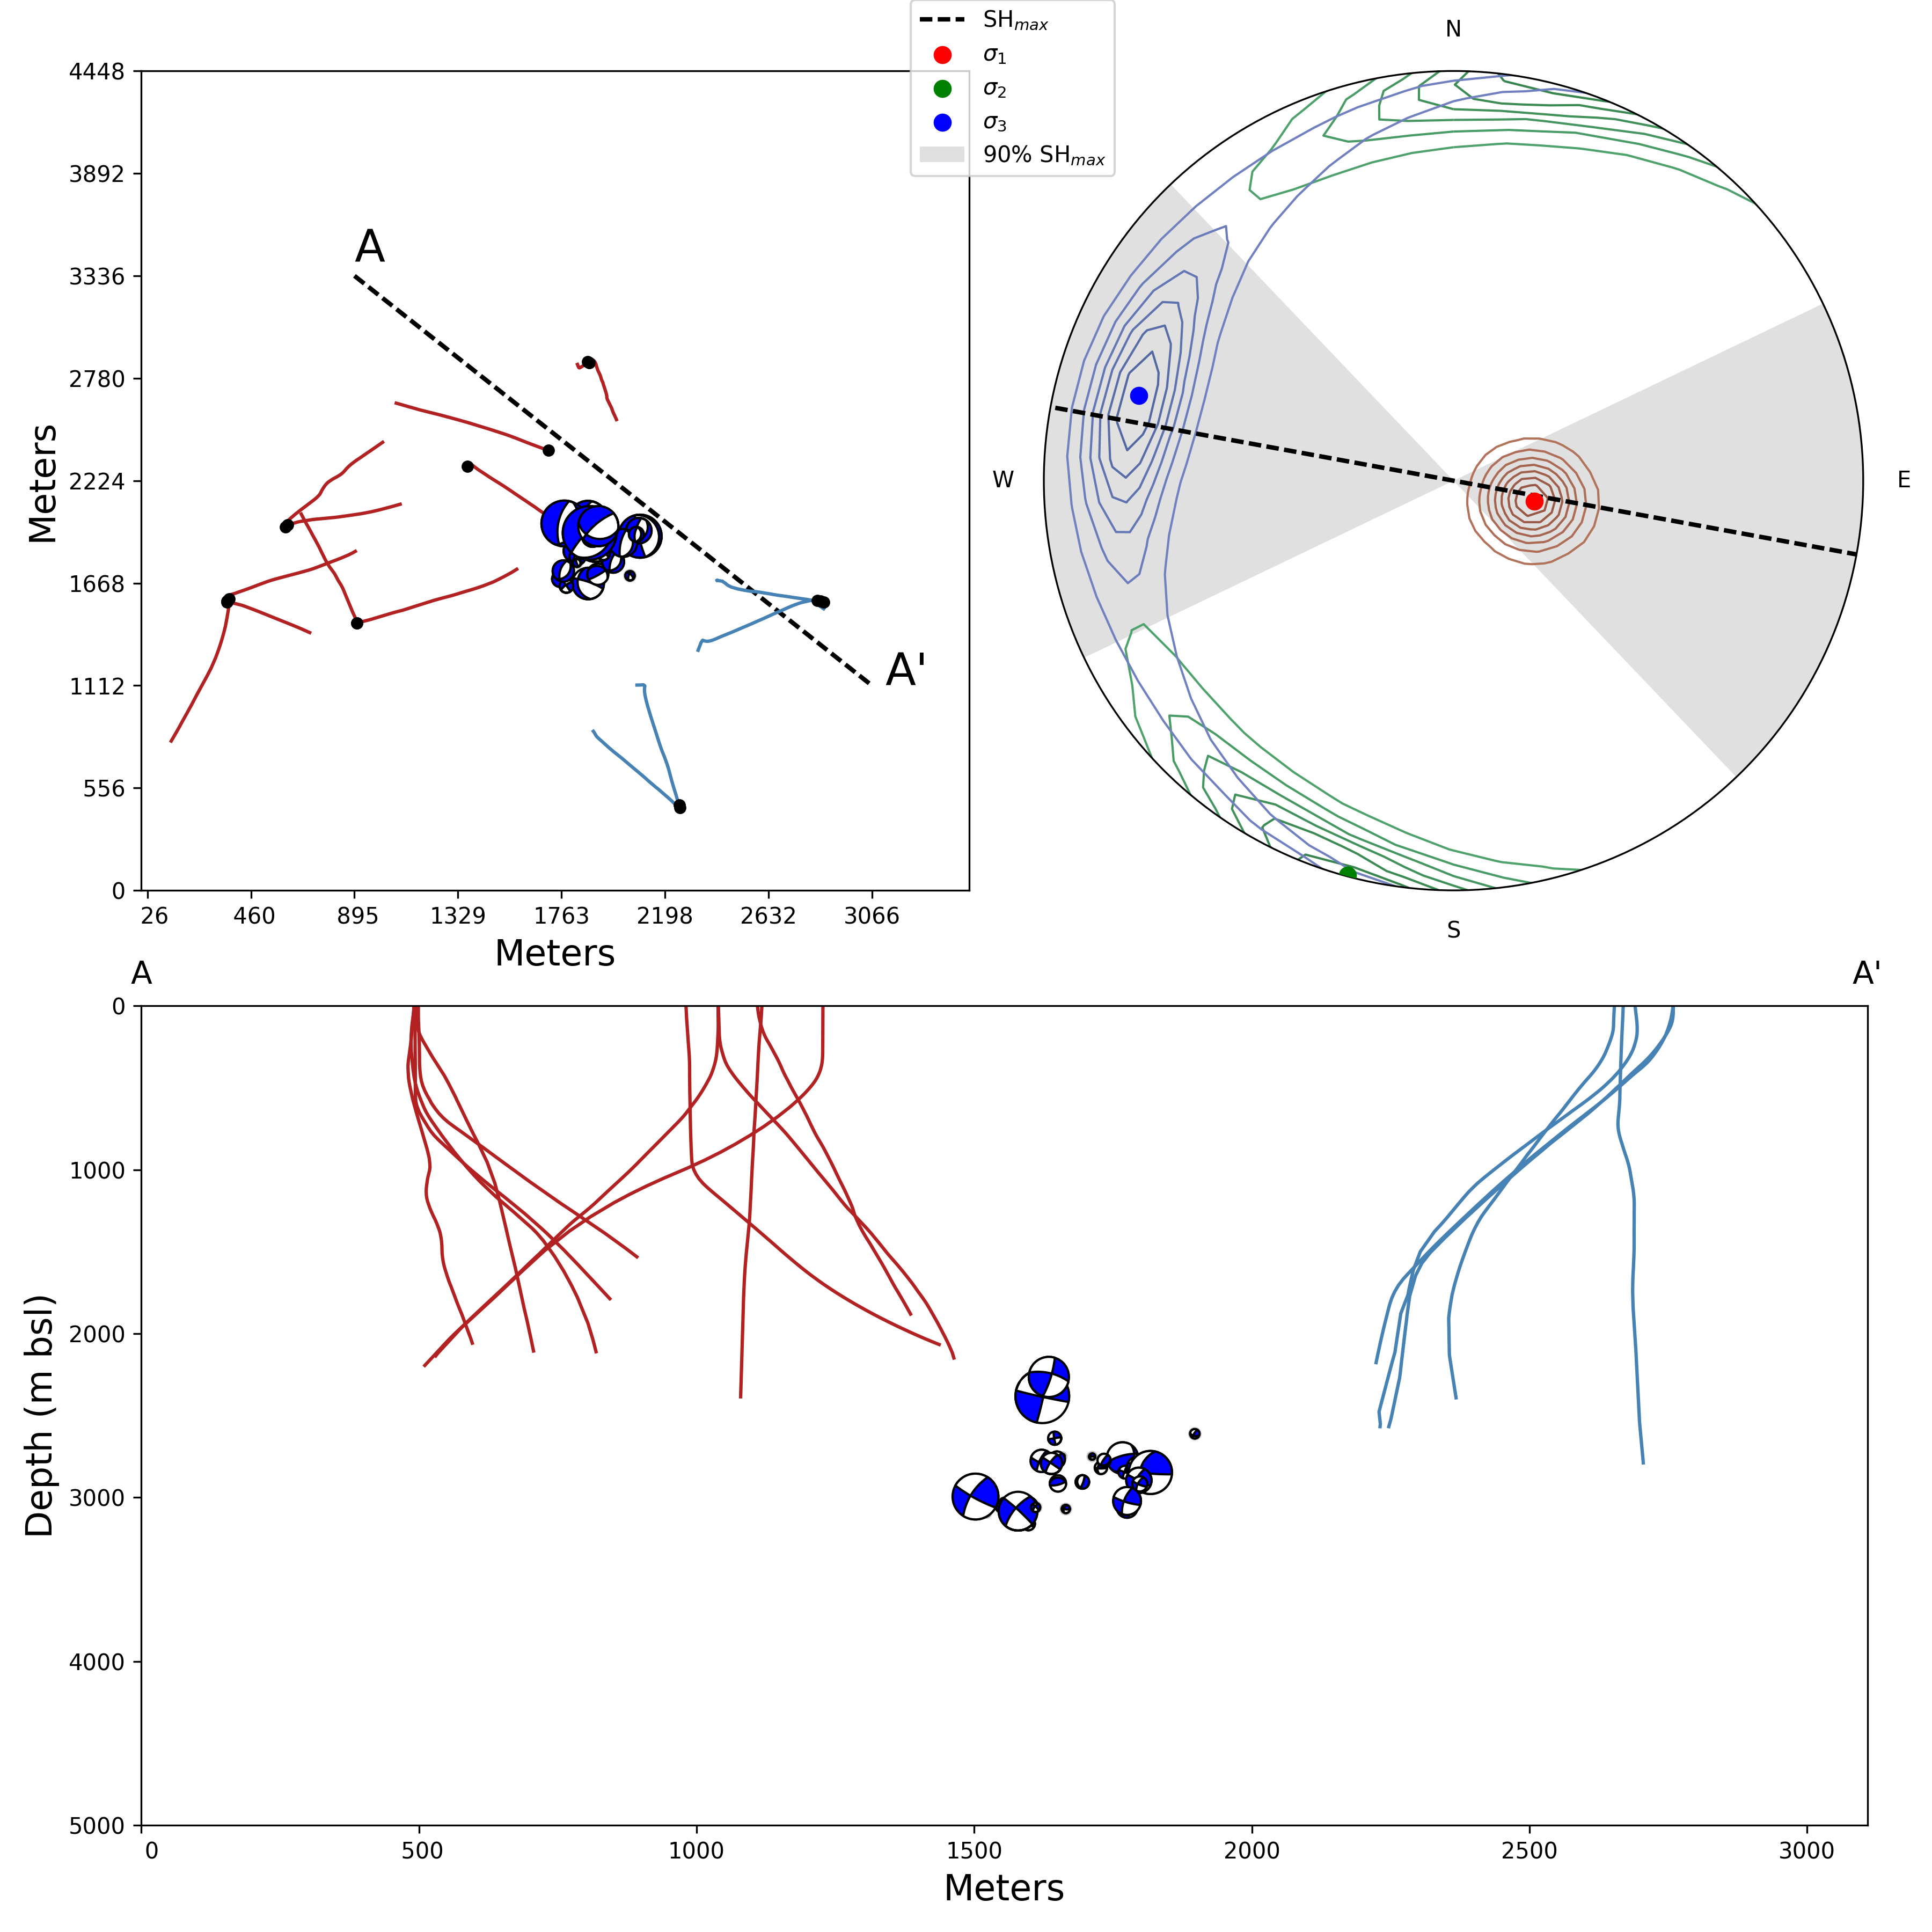 SHmax
σ1
σ2
σ3
90% SHmax
4448
3892
3336
2780
2224
1668
1112
556
0
Meters
A
A'
26 460 895 1329 1763 2198 2632 3066
Meters
N
W
E
S
A A'
0
1000
2000
3000
4000
5000
Depth (m bsl)
0 500 1000 1500 2000 2500 3000
Meters